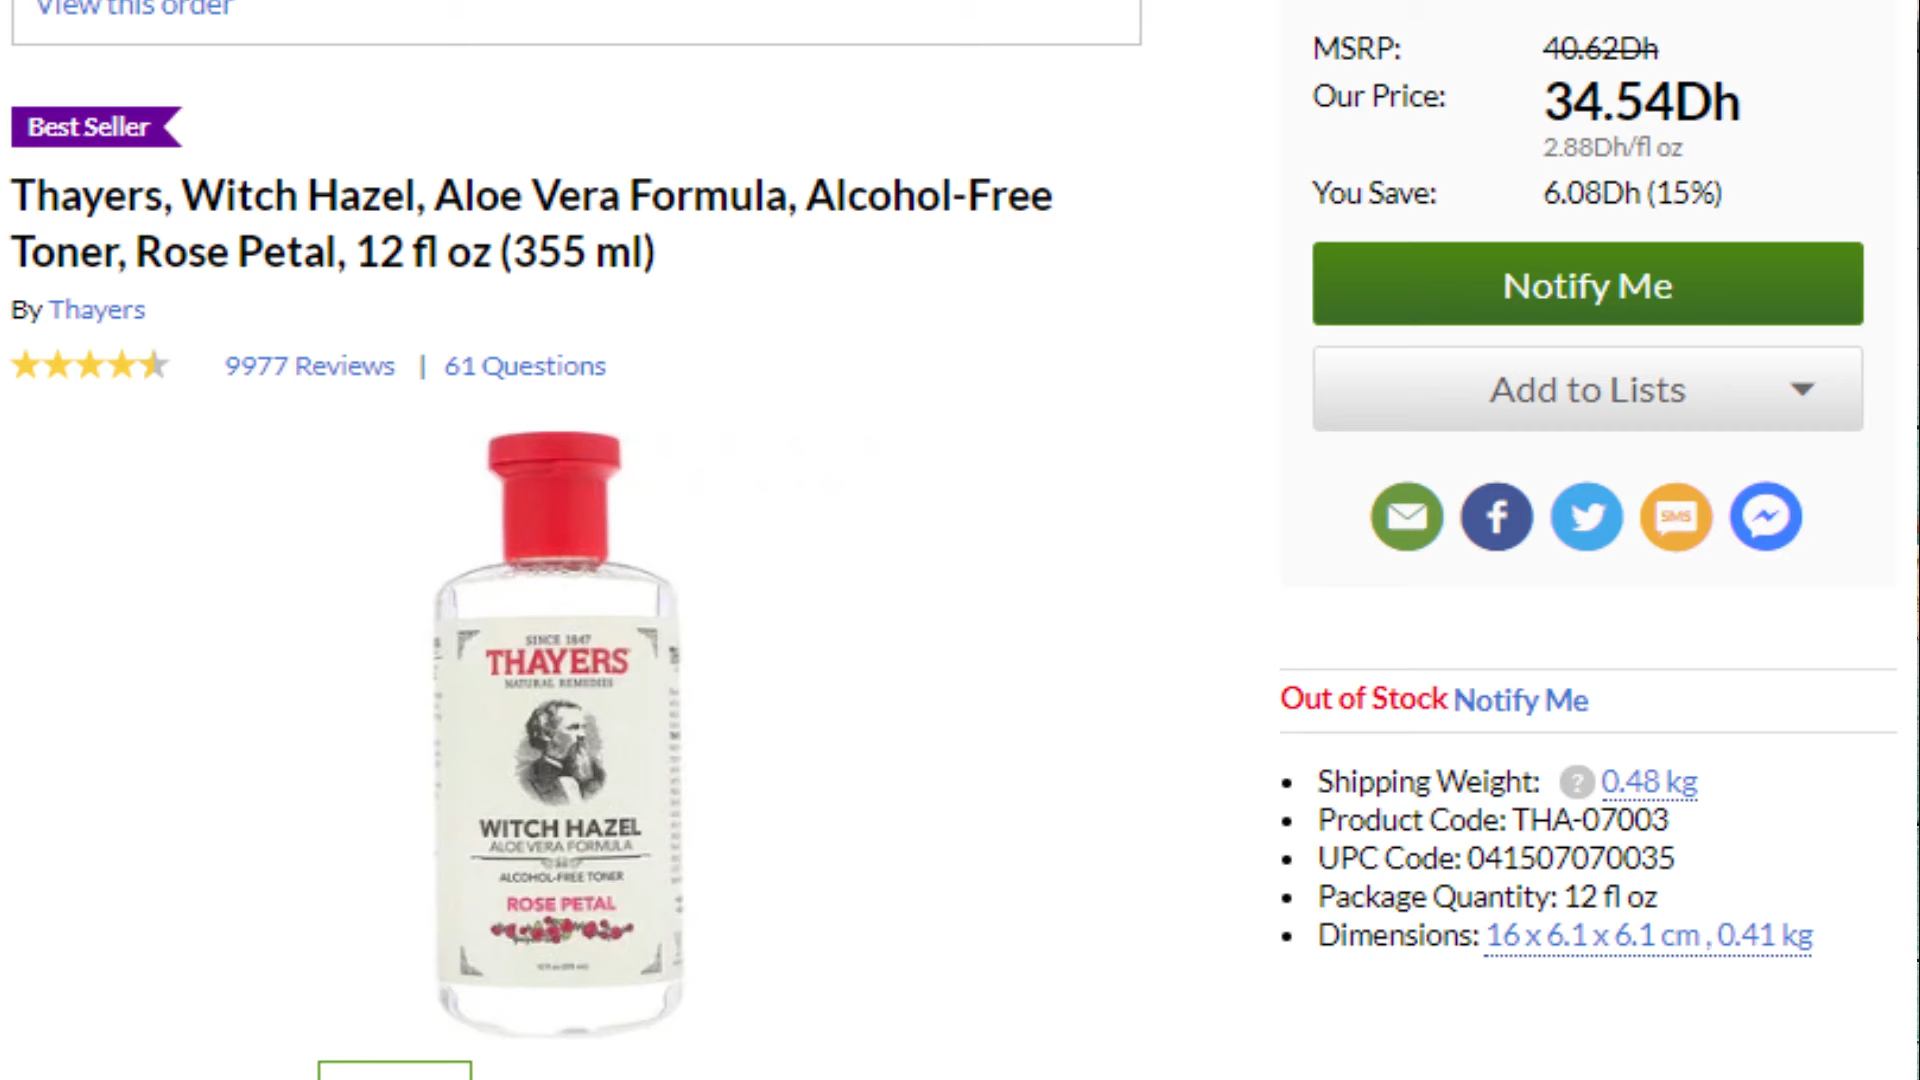 View this order
Best Seller
Thayers, Witch Hazel, Aloe Vera Formula, Alcohol-Free
Toner, Rose Petal, 12 fl oz (355 ml)
By Thayers
9977 Reviews | 61 Questions
SINCE 1847
THAYERS
NATURAL REMEDIES
WITCH HAZEL
ALOE VERA FORMULA
ALCOHOL-FREE TONER
ROSE PETAL
MSRP: 40.62Dh
Our Price: 34.54Dh
2.88Dh/fl oz
You Save: 6.08Dh (15%)
Notify Me
Add to Lists
SMS
Out of Stock Notify Me
Shipping Weight: ? 0.48 kg
Product Code: THA-07003
UPC Code: 041507070035
Package Quantity: 12 fl oz
Dimensions: 16 x 6.1 x 6.1 cm , 0.41 kg